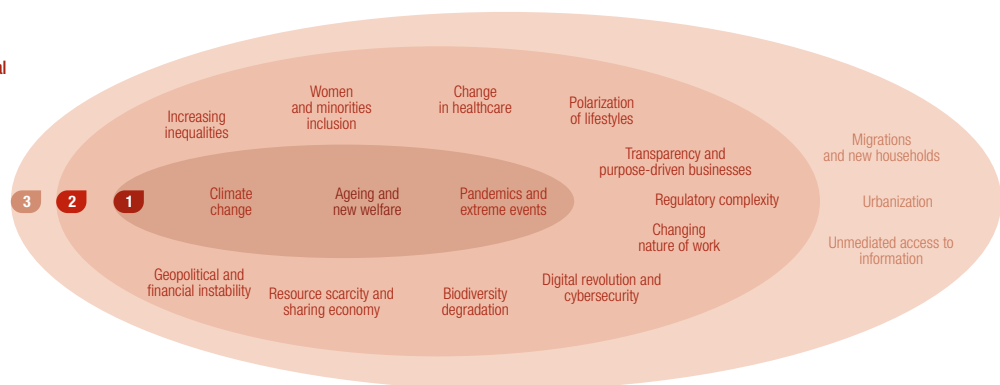 al
Increasing
inequalities
Women
and minorities
inclusion
Change
in healthcare
Polarization
of lifestyles
Transparency and
purpose-driven businesses
Migrations
and new households
3
2
1
Climate
change
Ageing and
new welfare
Pandemics and
extreme events
Regulatory complexity
Urbanization
Changing
nature of work
Unmediated access to
information
Geopolitical and
financial instability
Resource scarcity and
sharing economy
Biodiversity
degradation
Digital revolution and
cybersecurity